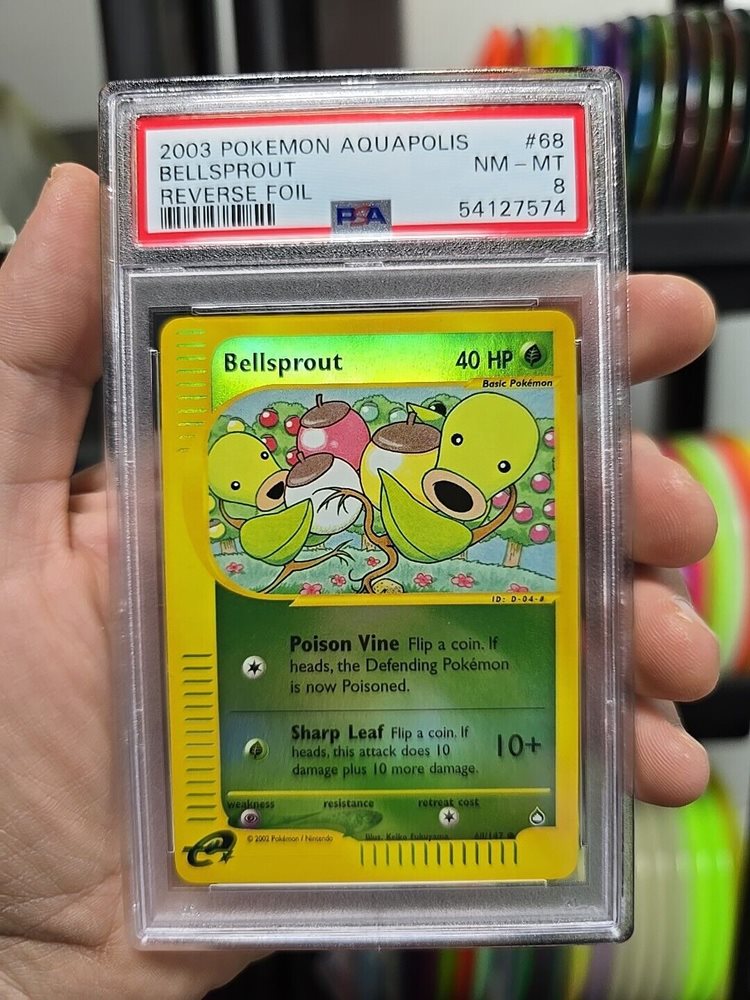 2003 POKEMON AQUAPOLIS #68
BELLSPROUT NM - MT
REVERSE FOIL 8
PSA 54127574
Bellsprout 40 HP
Basic Pokémon
ID: D-04-#
Poison Vine Flip a coin. If
heads, the Defending Pokémon
is now Poisoned.
Sharp Leaf Flip a coin. If
heads, this attack does 10
damage plus 10 more damage.
10+
weakness resistance retreat cost
© 2002 Pokémon / Nintendo Illus. Keiko Fukuyama 68/147
e